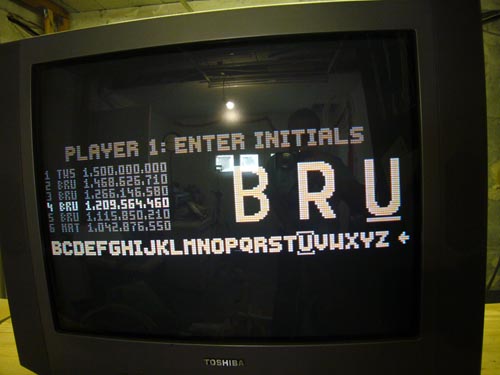 PLAYER 1: ENTER INITIALS
1 TWS 1.500.000.000
2 BRU 1.468.626.710
3 BRU 1.266.146.580
4 BRU 1.209.564.460
5 BRU 1.115.850.210
6 MRT 1.042.876.550
BRU
BCDEFGHIJKLMNOPQRSTUVWXYZ ←
TOSHIBA